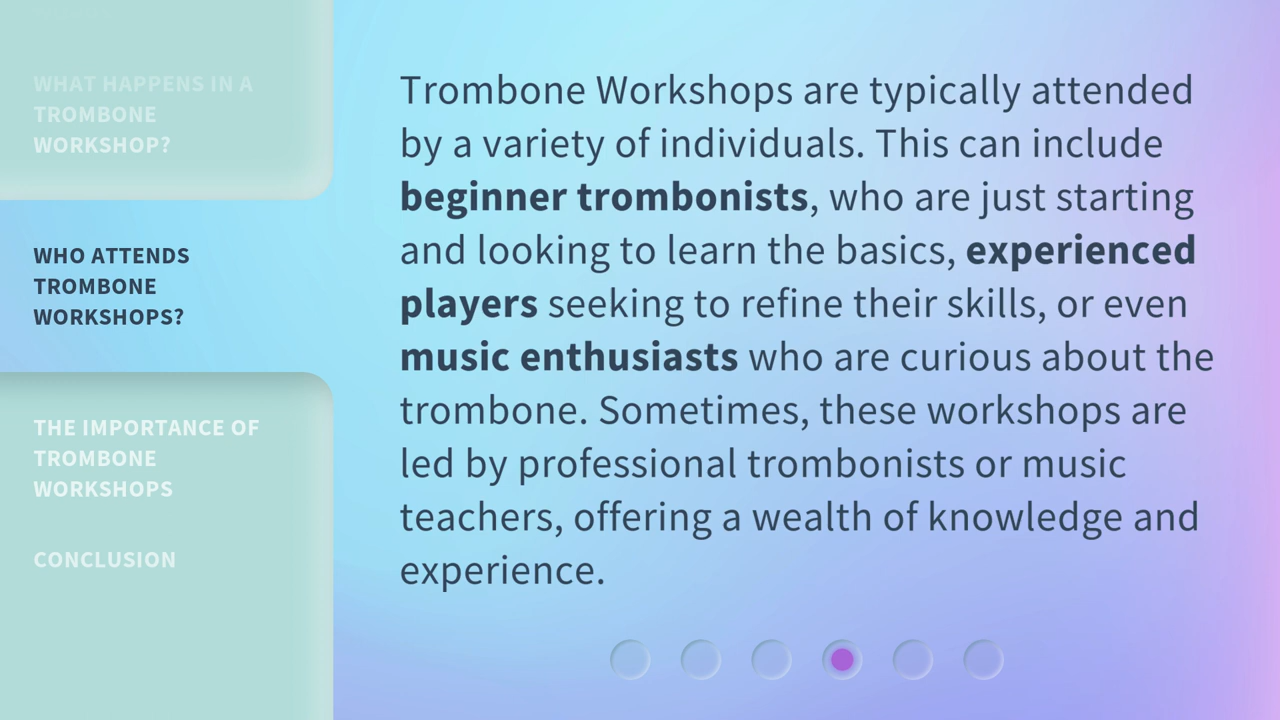 WHAT HAPPENS IN A
TROMBONE
WORKSHOP?
WHO ATTENDS
TROMBONE
WORKSHOPS?
THE IMPORTANCE OF
TROMBONE
WORKSHOPS
CONCLUSION
Trombone Workshops are typically attended
by a variety of individuals. This can include
beginner trombonists, who are just starting
and looking to learn the basics, experienced
players seeking to refine their skills, or even
music enthusiasts who are curious about the
trombone. Sometimes, these workshops are
led by professional trombonists or music
teachers, offering a wealth of knowledge and
experience.